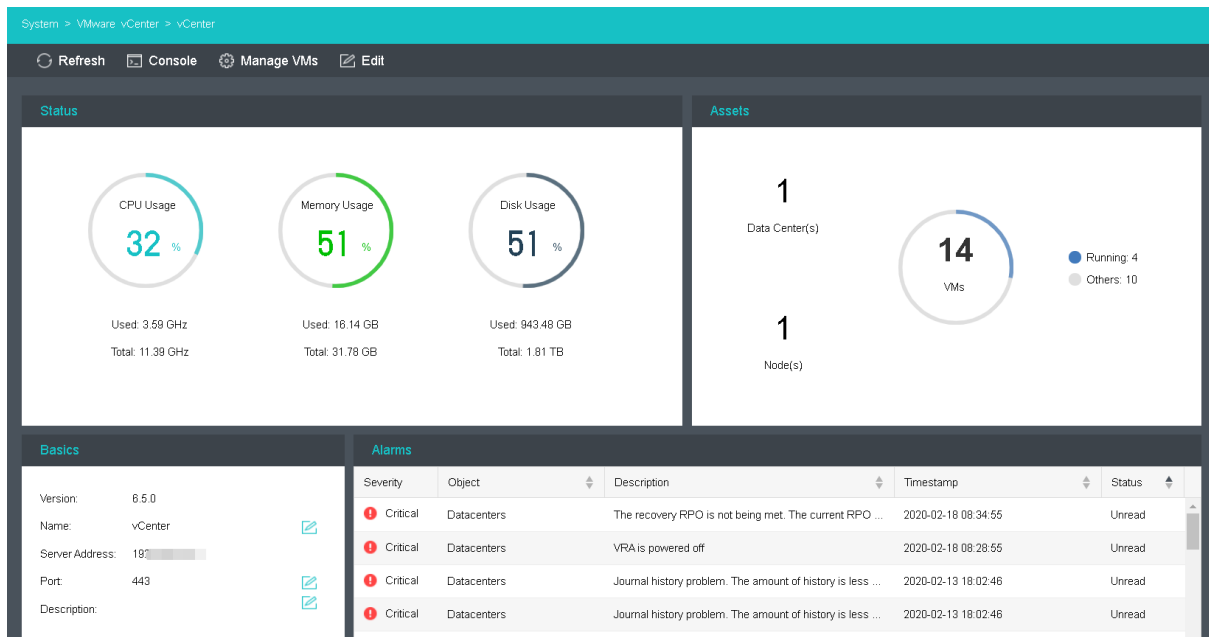 System > VMware vCenter > vCenter
Refresh Console Manage VMs Edit
Status
CPU Usage
32 %
Used: 3.59 GHz
Total: 11.39 GHz
Memory Usage
51 %
Used: 16.14 GB
Total: 31.78 GB
Disk Usage
51 %
Used: 943.48 GB
Total: 1.81 TB
Assets
1
Data Center(s)
1
Node(s)
14
VMs
Running: 4
Others: 10
Basics
Version: 6.5.0
Name: vCenter
Server Address:
Port: 443
Description:
Alarms
Severity Object Description Timestamp Status
Critical Datacenters The recovery RPO is not being met. The current RPO ... 2020-02-18 08:34:55 Unread
Critical Datacenters VRA is powered off 2020-02-18 08:28:55 Unread
Critical Datacenters Journal history problem. The amount of history is less ... 2020-02-13 18:02:46 Unread
Critical Datacenters Journal history problem. The amount of history is less ... 2020-02-13 18:02:46 Unread